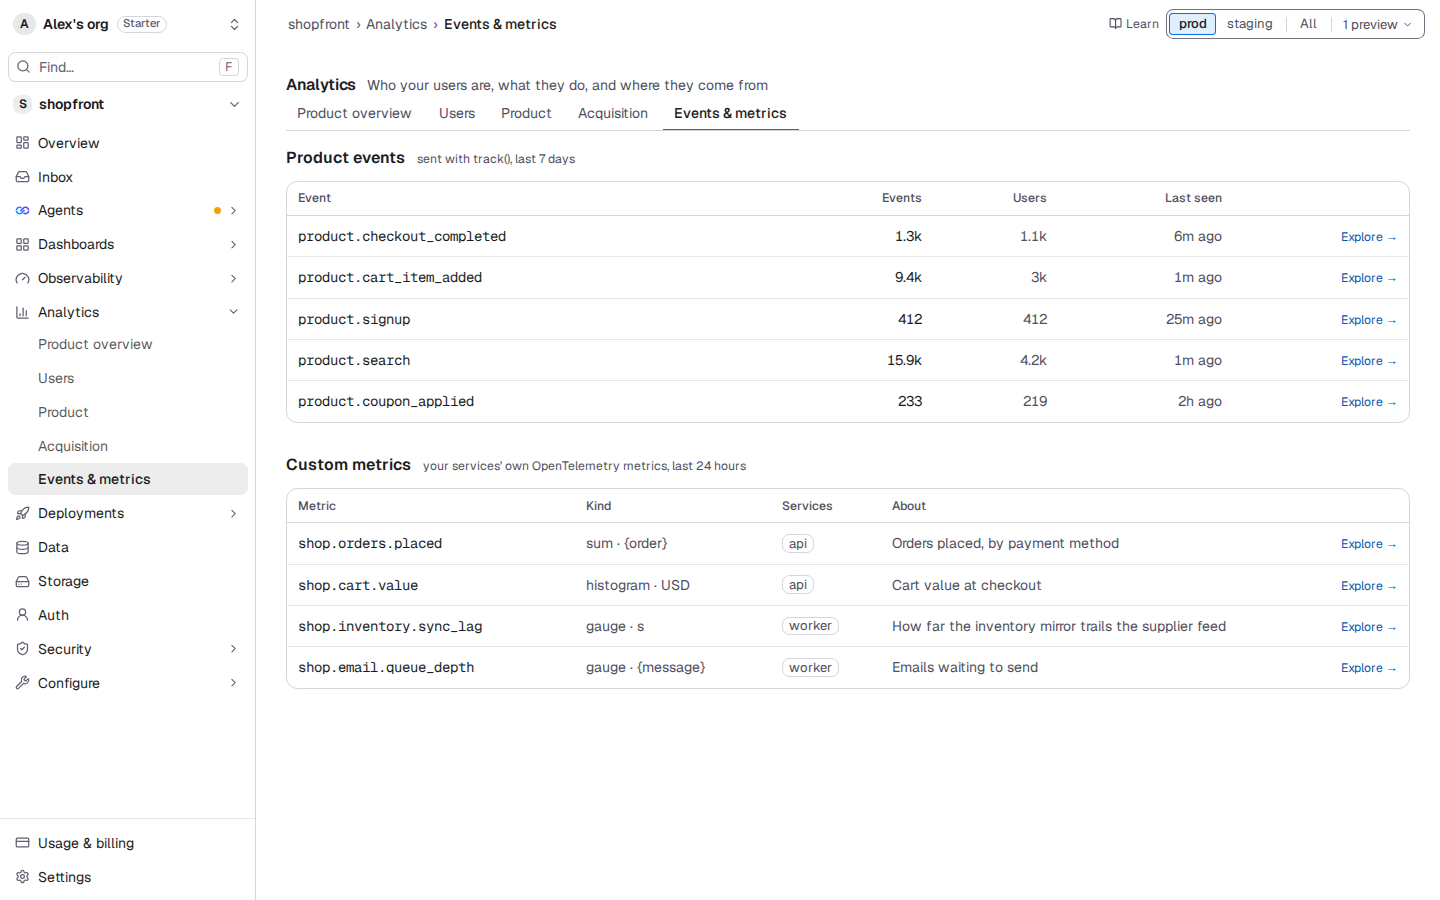 A Alex's org Starter
Find... F
S shopfront
Overview
Inbox
Agents
Dashboards
Observability
Analytics
Product overview
Users
Product
Acquisition
Events & metrics
Deployments
Data
Storage
Auth
Security
Configure
Usage & billing
Settings
shopfront › Analytics › Events & metrics
Learn prod staging All 1 preview
Analytics Who your users are, what they do, and where they come from
Product overview Users Product Acquisition Events & metrics
Product events sent with track(), last 7 days
Event Events Users Last seen
product.checkout_completed 1.3k 1.1k 6m ago Explore →
product.cart_item_added 9.4k 3k 1m ago Explore →
product.signup 412 412 25m ago Explore →
product.search 15.9k 4.2k 1m ago Explore →
product.coupon_applied 233 219 2h ago Explore →
Custom metrics your services' own OpenTelemetry metrics, last 24 hours
Metric Kind Services About
shop.orders.placed sum · {order} api Orders placed, by payment method Explore →
shop.cart.value histogram · USD api Cart value at checkout Explore →
shop.inventory.sync_lag gauge · s worker How far the inventory mirror trails the supplier feed Explore →
shop.email.queue_depth gauge · {message} worker Emails waiting to send Explore →